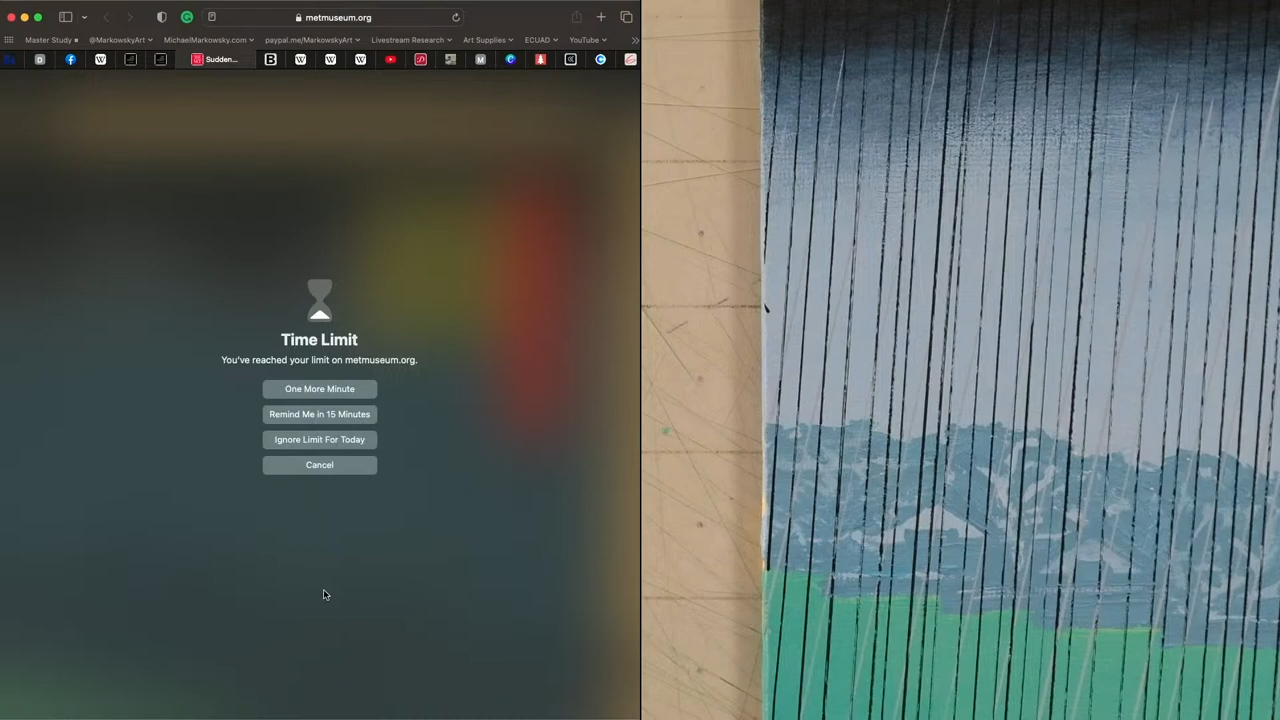 metmuseum.org
Master Study
@MarkowskyArt
MichaelMarkowsky.com
paypal.me/MarkowskyArt
Livestream Research
Art Supplies
ECUAD
YouTube
Sudden...
Time Limit
You've reached your limit on metmuseum.org.
One More Minute
Remind Me in 15 Minutes
Ignore Limit For Today
Cancel